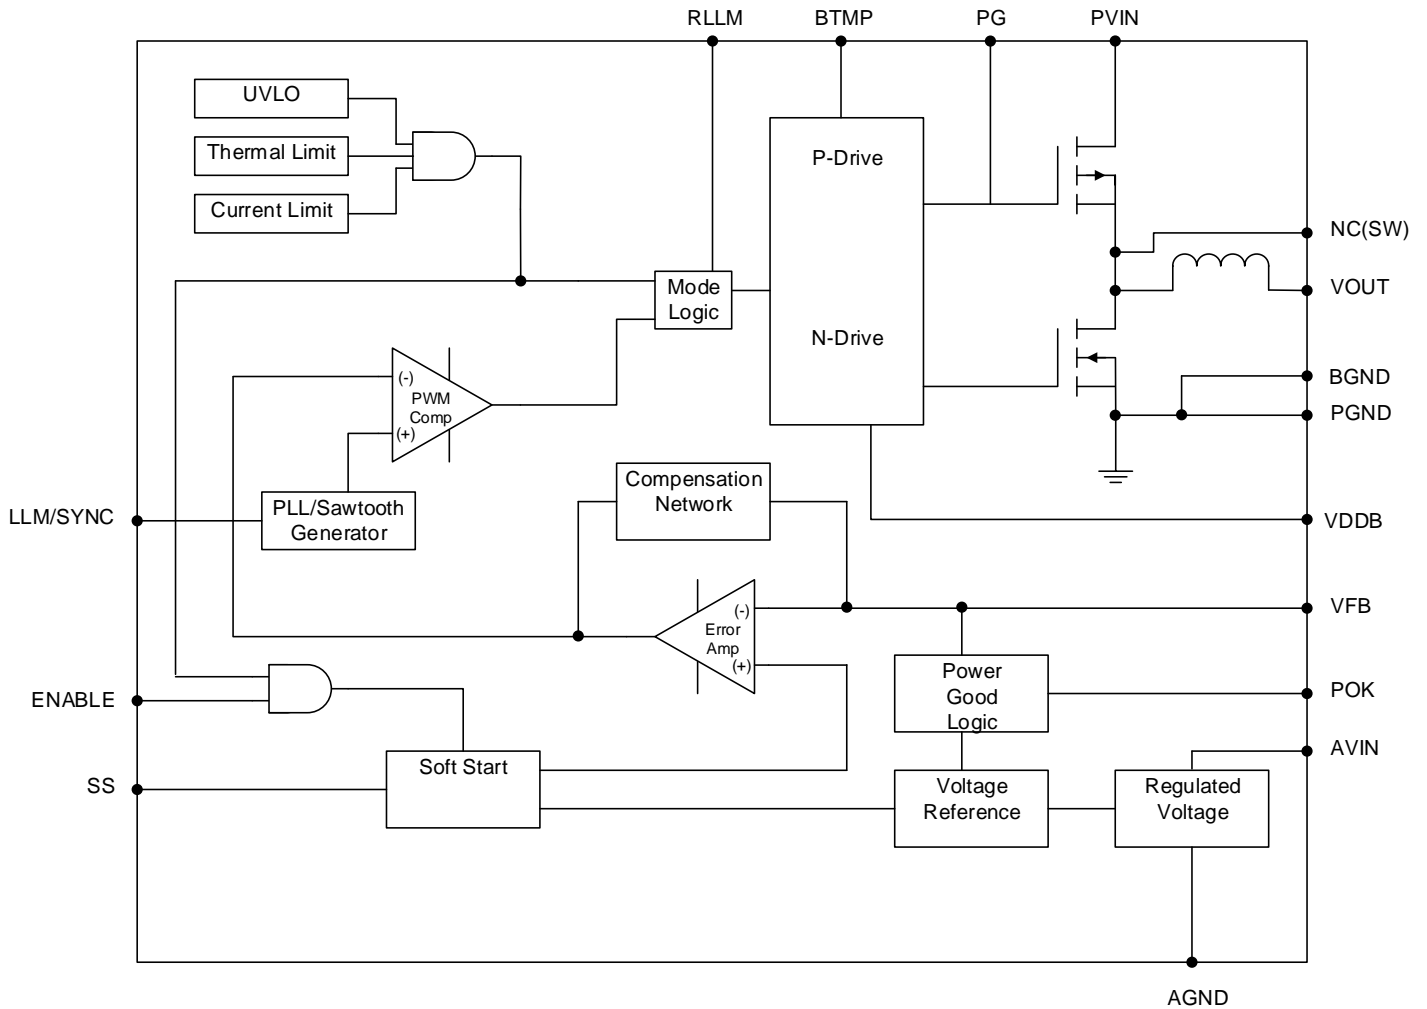 RLLM
BTMP
PG
PVIN
UVLO
Thermal Limit
Current Limit
P-Drive
N-Drive
Mode
Logic
NC(SW)
VOUT
BGND
PGND
(-)
PWM
Comp
(+)
Compensation
Network
LLM/SYNC
PLL/Sawtooth
Generator
VDDB
(-)
Error
Amp
(+)
VFB
Power
Good
Logic
POK
ENABLE
AVIN
SS
Soft Start
Voltage
Reference
Regulated
Voltage
AGND